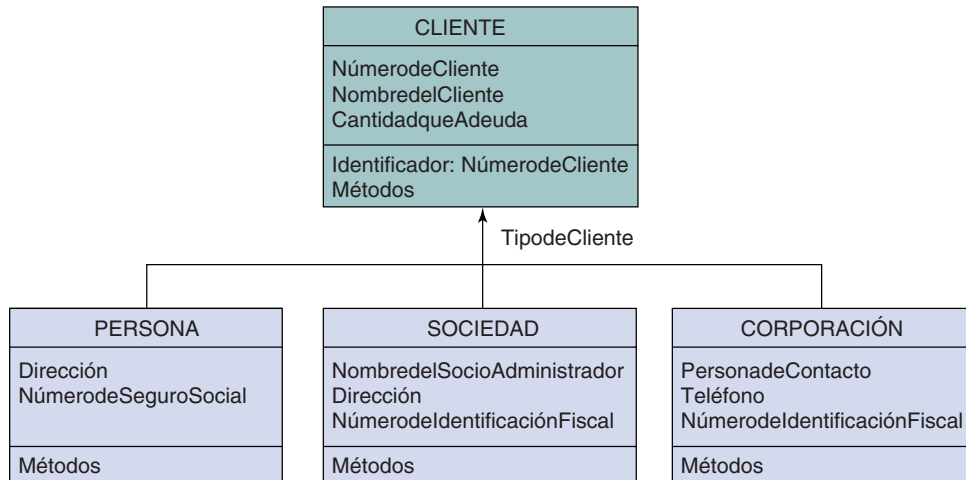 CLIENTE
NúmerodeCliente
NombredelCliente
CantidadqueAdeuda
Identificador: NúmerodeCliente
Métodos
TipodeCliente
PERSONA
Dirección
NúmerodeSeguroSocial
Métodos
SOCIEDAD
NombredelSocioAdministrador
Dirección
NúmerodeIdentificaciónFiscal
Métodos
CORPORACIÓN
PersonadeContacto
Teléfono
NúmerodeIdentificaciónFiscal
Métodos